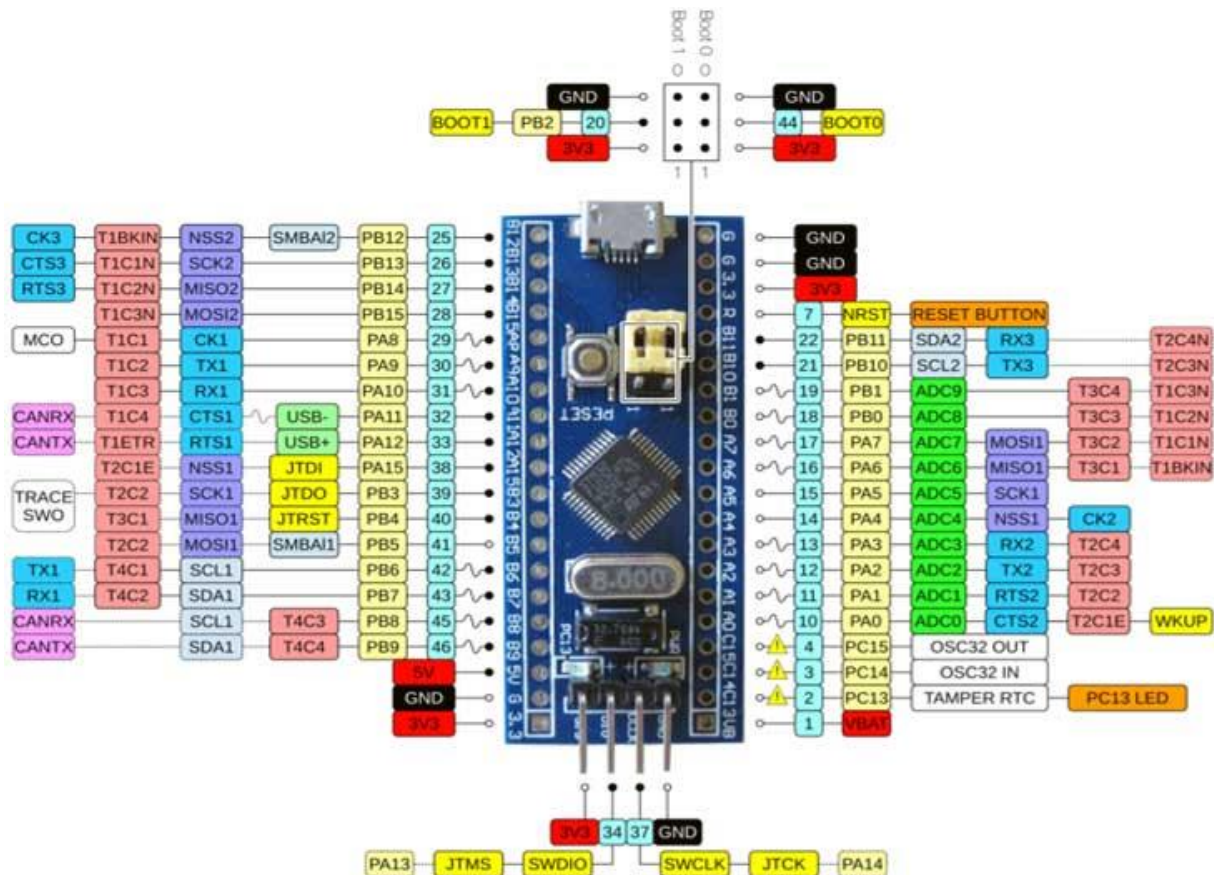 Boot 1 Boot 0
0 0
GND GND
BOOT1 PB2 20 44 BOOT0
3V3 3V3
1 1
CK3 T1BKIN NSS2 SMBAI2 PB12 25 GND
CTS3 T1C1N SCK2 PB13 26 GND
RTS3 T1C2N MISO2 PB14 27 3V3
T1C3N MOSI2 PB15 28 7 NRST RESET BUTTON
MCO T1C1 CK1 PA8 29 22 PB11 SDA2 RX3 T2C4N
T1C2 TX1 PA9 30 21 PB10 SCL2 TX3 T2C3N
T1C3 RX1 PA10 31 19 PB1 ADC9 T3C4 T1C3N
CANRX T1C4 CTS1 USB- PA11 32 18 PB0 ADC8 T3C3 T1C2N
CANTX T1ETR RTS1 USB+ PA12 33 17 PA7 ADC7 MOSI1 T3C2 T1C1N
T2C1E NSS1 JTDI PA15 38 16 PA6 ADC6 MISO1 T3C1 T1BKIN
TRACE SWO T2C2 SCK1 JTDO PB3 39 15 PA5 ADC5 SCK1
T3C1 MISO1 JTRST PB4 40 14 PA4 ADC4 NSS1 CK2
T2C2 MOSI1 SMBAI1 PB5 41 13 PA3 ADC3 RX2 T2C4
TX1 T4C1 SCL1 PB6 42 12 PA2 ADC2 TX2 T2C3
RX1 T4C2 SDA1 PB7 43 11 PA1 ADC1 RTS2 T2C2
CANRX SCL1 T4C3 PB8 45 10 PA0 ADC0 CTS2 T2C1E WKUP
CANTX SDA1 T4C4 PB9 46 4 PC15 OSC32 OUT
5V 3 PC14 OSC32 IN
GND 2 PC13 TAMPER RTC PC13 LED
3V3 1 VBAT
RESET
8.000
PC13
3V3 34 37 GND
PA13 JTMS SWDIO SWCLK JTCK PA14